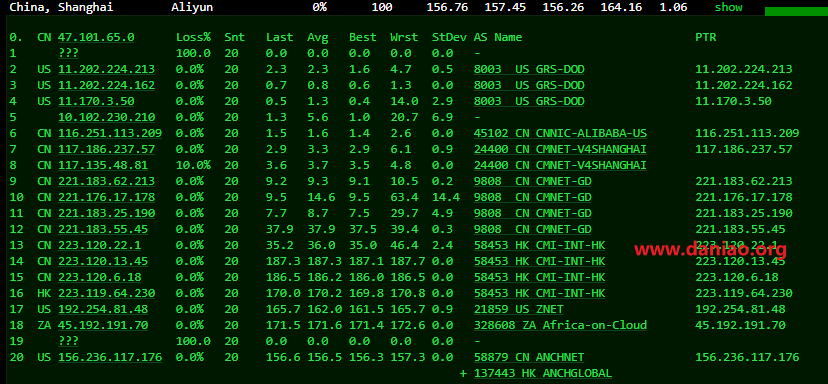 China, Shanghai Aliyun 0% 100 156.76 157.45 156.26 164.16 1.06 show
0. CN 47.101.65.0 Loss% Snt Last Avg Best Wrst StDev AS Name PTR
1 ??? 100.0 20 0.0 0.0 0.0 0.0 0.0 -
2 US 11.202.224.213 0.0% 20 2.3 2.3 1.6 4.7 0.5 8003 US GRS-DOD 11.202.224.213
3 US 11.202.224.162 0.0% 20 0.7 0.8 0.6 1.3 0.0 8003 US GRS-DOD 11.202.224.162
4 US 11.170.3.50 0.0% 20 0.5 1.3 0.4 14.0 2.9 8003 US GRS-DOD 11.170.3.50
5 10.102.230.210 0.0% 20 1.3 5.6 1.0 20.7 6.9 -
6 CN 116.251.113.209 0.0% 20 1.5 1.6 1.4 2.6 0.0 45102 CN CNNIC-ALIBABA-US 116.251.113.209
7 CN 117.186.237.57 0.0% 20 2.9 3.3 2.9 6.1 0.9 24400 CN CMNET-V4SHANGHAI 117.186.237.57
8 CN 117.135.48.81 10.0% 20 3.6 3.7 3.5 4.8 0.0 24400 CN CMNET-V4SHANGHAI
9 CN 221.183.62.213 0.0% 20 9.2 9.3 9.1 10.5 0.2 9808 CN CMNET-GD 221.183.62.213
10 CN 221.176.17.178 0.0% 20 9.5 14.6 9.5 63.4 14.4 9808 CN CMNET-GD 221.176.17.178
11 CN 221.183.25.190 0.0% 20 7.7 8.7 7.5 29.7 4.9 9808 CN CMNET-GD 221.183.25.190
12 CN 221.183.55.45 0.0% 20 37.9 37.9 37.5 39.4 0.3 9808 CN CMNET-GD 221.183.55.45
13 CN 223.120.22.1 0.0% 20 35.2 36.0 35.0 46.4 2.4 58453 HK CMI-INT-HK 223.120.22.1
www.daniao.org
14 CN 223.120.13.45 0.0% 20 187.3 187.3 187.1 187.7 0.0 58453 HK CMI-INT-HK 223.120.13.45
15 CN 223.120.6.18 0.0% 20 186.5 186.2 186.0 186.5 0.0 58453 HK CMI-INT-HK 223.120.6.18
16 HK 223.119.64.230 0.0% 20 170.0 170.2 169.8 170.8 0.0 58453 HK CMI-INT-HK 223.119.64.230
17 US 192.254.81.48 0.0% 20 165.7 162.0 161.5 165.7 0.9 21859 US ZNET 192.254.81.48
18 ZA 45.192.191.70 0.0% 20 171.5 171.6 171.4 172.6 0.0 328608 ZA Africa-on-Cloud 45.192.191.70
19 ??? 100.0 20 0.0 0.0 0.0 0.0 0.0 -
20 US 156.236.117.176 0.0% 20 156.6 156.5 156.3 157.3 0.0 58879 CN ANCHNET 156.236.117.176
+ 137443 HK ANCHGLOBAL